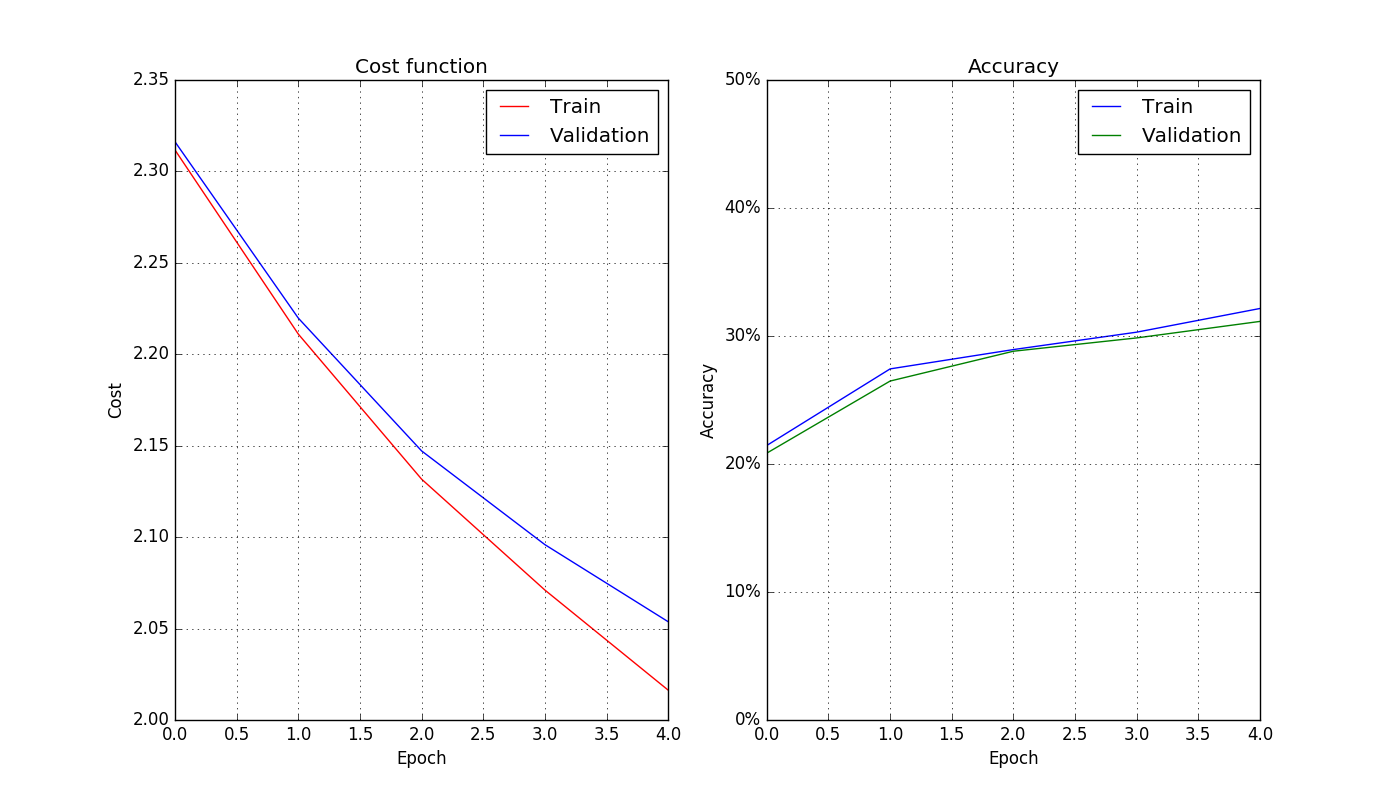 Cost function
2.35
2.30
2.25
2.20
2.15
2.10
2.05
2.00
Cost
Train
Validation
0.0 0.5 1.0 1.5 2.0 2.5 3.0 3.5 4.0
Epoch
Accuracy
50%
40%
30%
20%
10%
0%
Accuracy
Train
Validation
0.0 0.5 1.0 1.5 2.0 2.5 3.0 3.5 4.0
Epoch